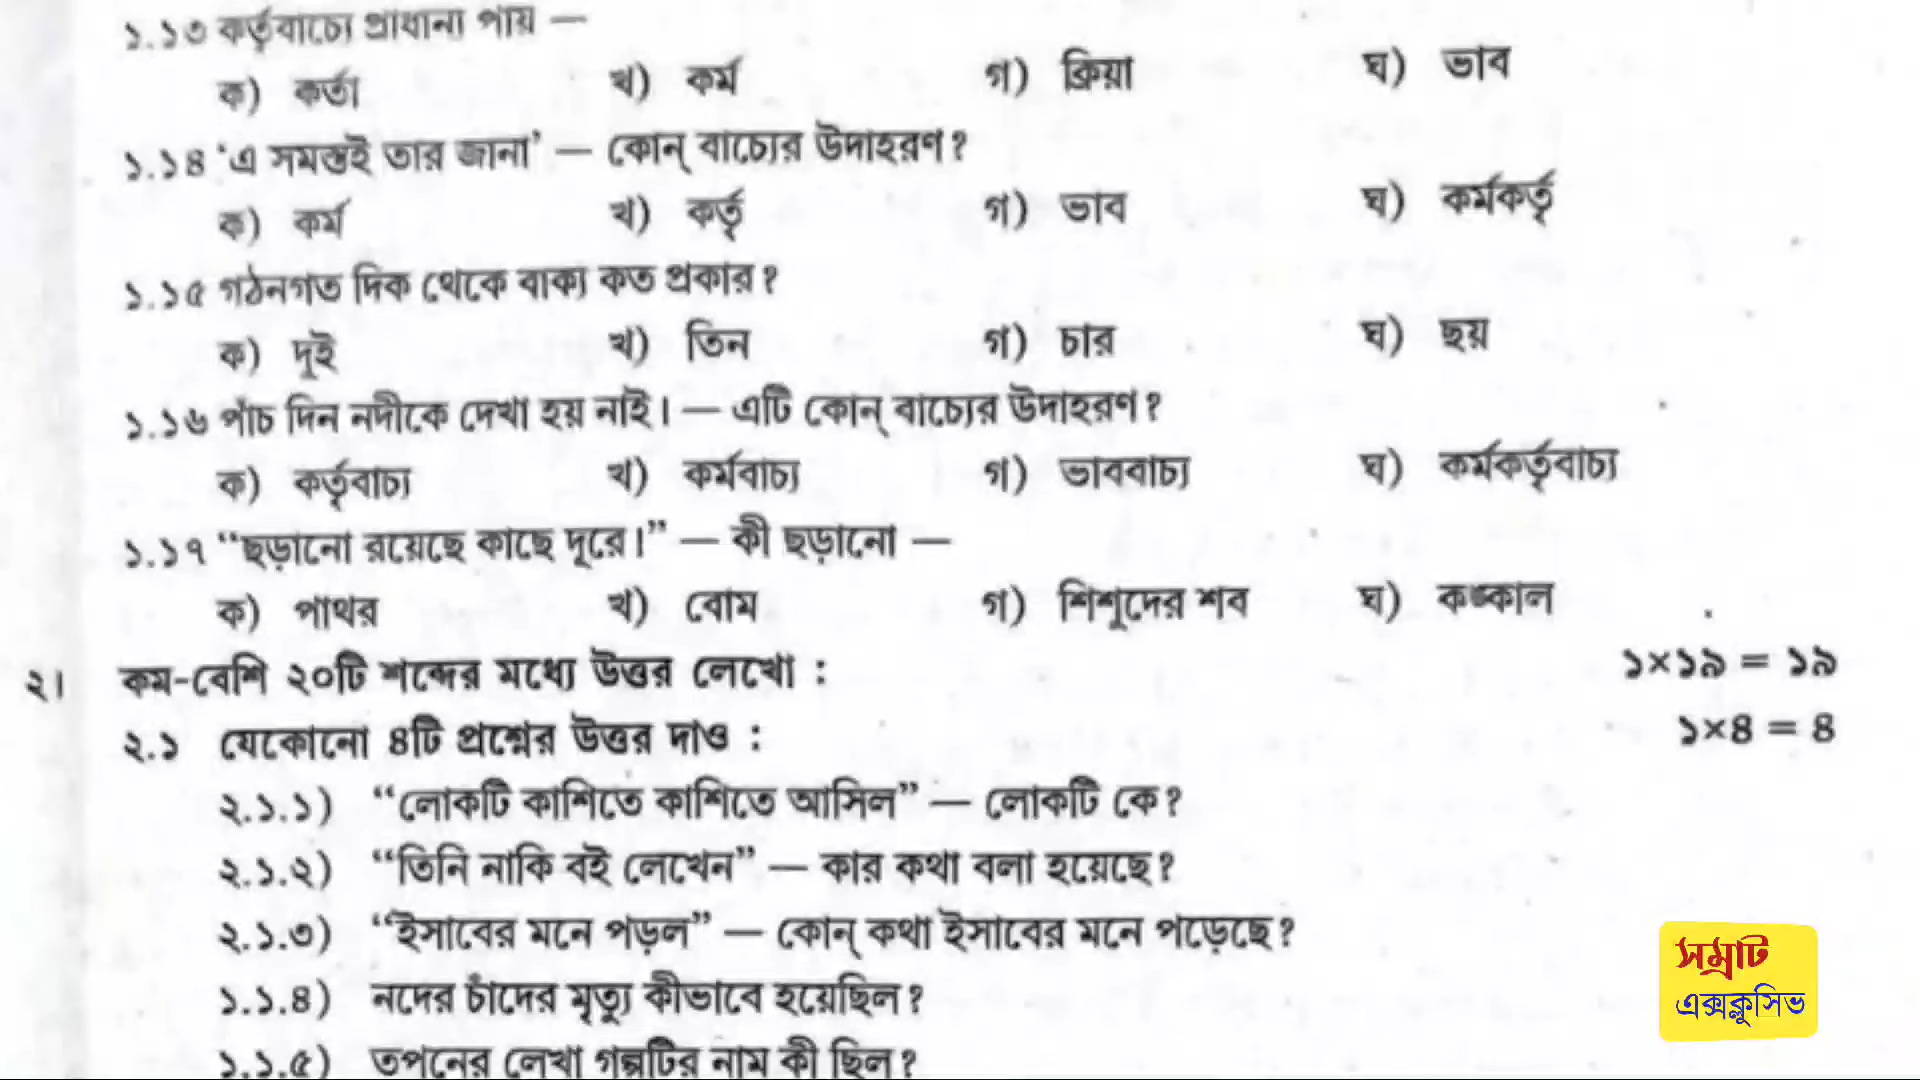 ১.১৩ কর্তৃবাচ্যে প্রাধান্য পায় —
ক) কর্তা খ) কর্ম গ) ক্রিয়া ঘ) ভাব
১.১৪ ‘এ সমস্তই তার জানা’ — কোন্ বাচ্যের উদাহরণ?
ক) কর্ম খ) কর্তৃ গ) ভাব ঘ) কর্মকর্তৃ
১.১৫ গঠনগত দিক থেকে বাক্য কত প্রকার?
ক) দুই খ) তিন গ) চার ঘ) ছয়
১.১৬ পাঁচ দিন নদীকে দেখা হয় নাই। — এটি কোন্ বাচ্যের উদাহরণ?
ক) কর্তৃবাচ্য খ) কর্মবাচ্য গ) ভাববাচ্য ঘ) কর্মকর্তৃবাচ্য
১.১৭ “ছড়ানো রয়েছে কাছে দূরে।” — কী ছড়ানো —
ক) পাথর খ) বোম গ) শিশুদের শব ঘ) কঙ্কাল
২। কম-বেশি ২০টি শব্দের মধ্যে উত্তর লেখো : ১×১৯ = ১৯
২.১ যেকোনো ৪টি প্রশ্নের উত্তর দাও : ১×৪ = ৪
২.১.১) “লোকটি কাশিতে কাশিতে আসিল” — লোকটি কে?
২.১.২) “তিনি নাকি বই লেখেন” — কার কথা বলা হয়েছে?
২.১.৩) “ইসাবের মনে পড়ল” — কোন্ কথা ইসাবের মনে পড়েছে?
১.১.৪) নদের চাঁদের মৃত্যু কীভাবে হয়েছিল?
১.১.৫) তপনের লেখা গল্পটির নাম কী ছিল?
সম্রাট
এক্সক্লুসিভ